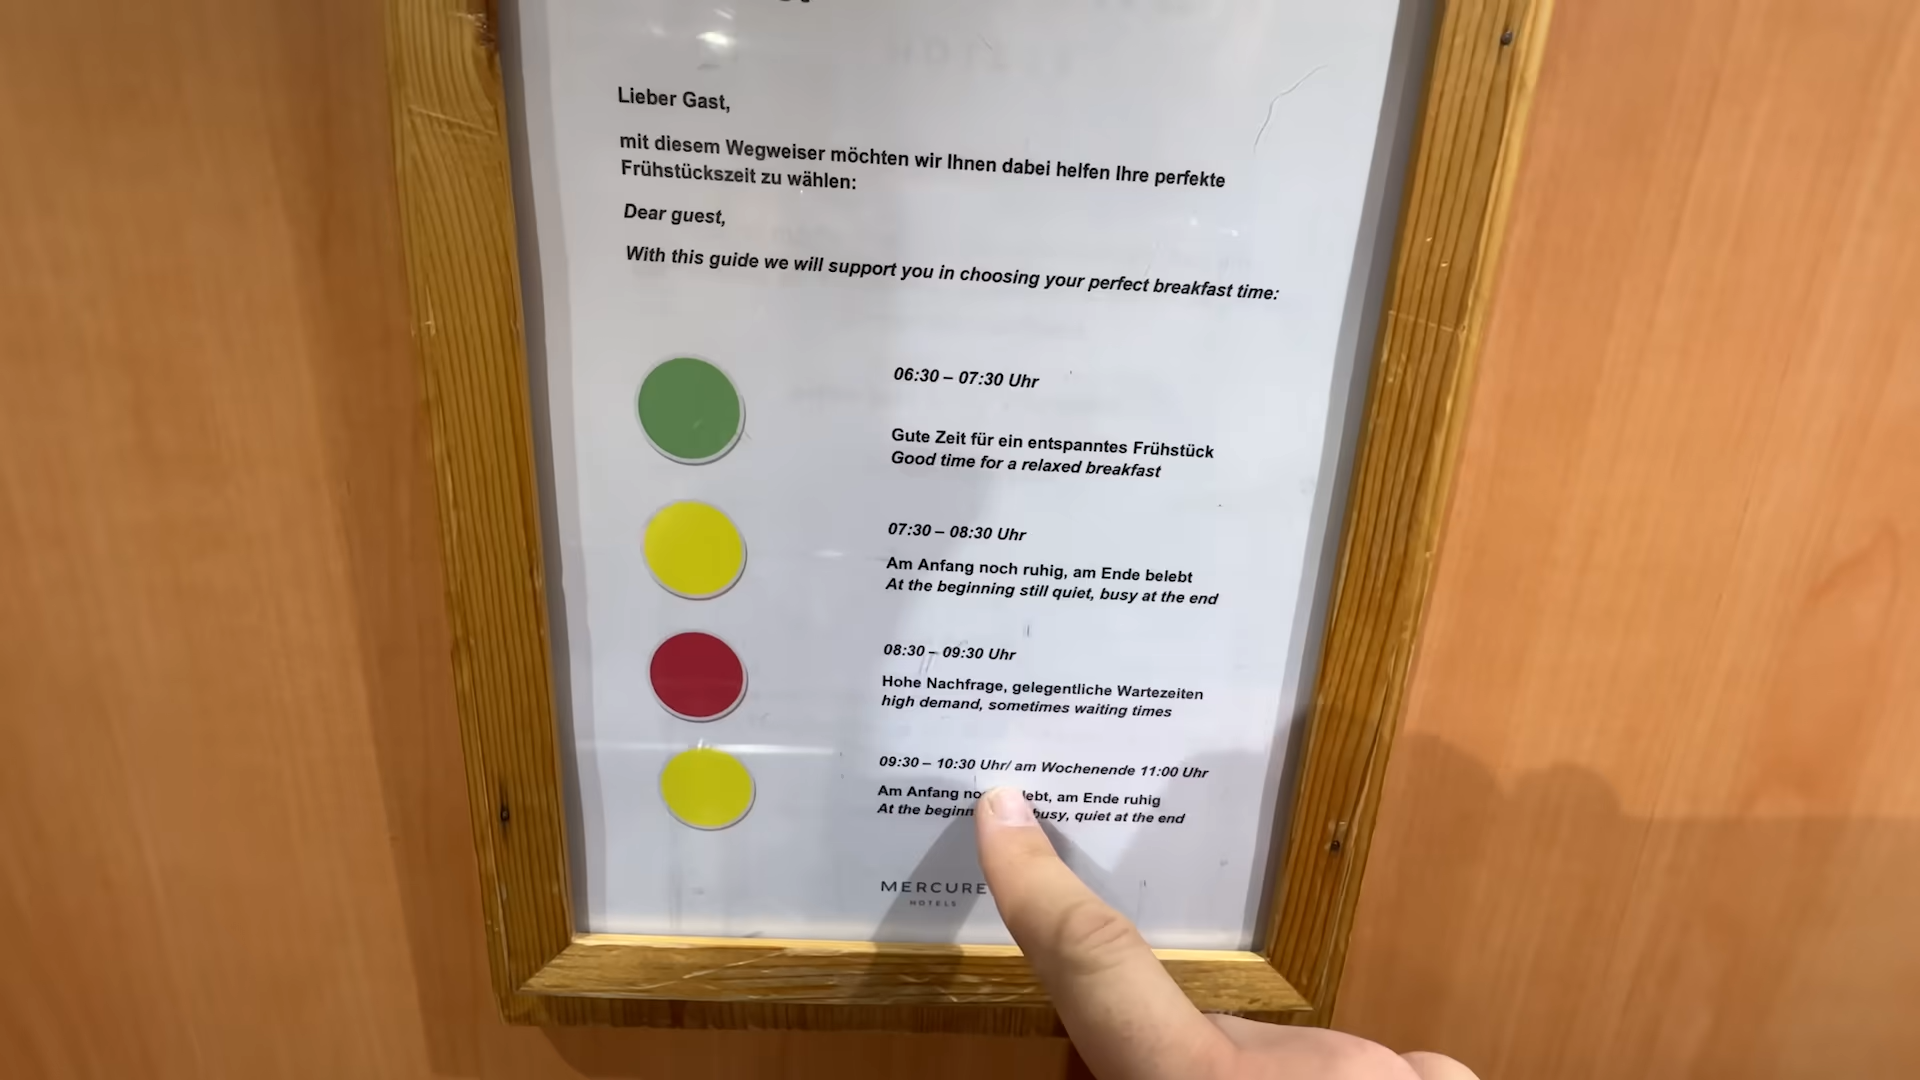 Lieber Gast,
mit diesem Wegweiser möchten wir Ihnen dabei helfen Ihre perfekte
Frühstückszeit zu wählen:
Dear guest,
With this guide we will support you in choosing your perfect breakfast time:
06:30 – 07:30 Uhr
Gute Zeit für ein entspanntes Frühstück
Good time for a relaxed breakfast
07:30 – 08:30 Uhr
Am Anfang noch ruhig, am Ende belebt
At the beginning still quiet, busy at the end
08:30 – 09:30 Uhr
Hohe Nachfrage, gelegentliche Wartezeiten
high demand, sometimes waiting times
09:30 – 10:30 Uhr/ am Wochenende 11:00 Uhr
Am Anfang am Ende ruhig
At the busy, quiet at the end
MERCURE
HOTELS